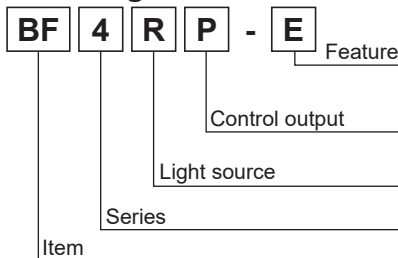 BF 4 R P - E
Feature
Control output
Light source
Series
Item